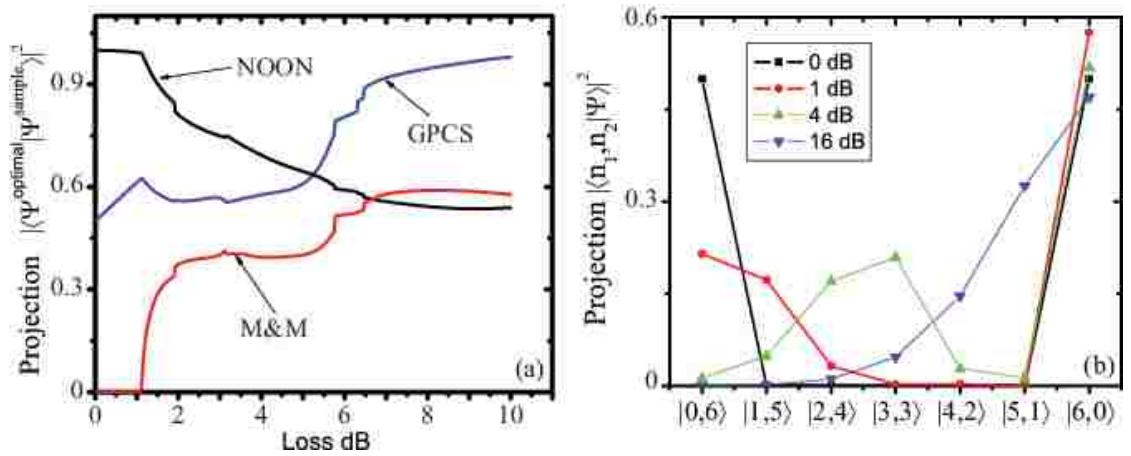 Projection |⟨Ψ^optimal|Ψ^sample⟩|^2
0.9
0.6
0.3
0
NOON
GPCS
M&M
(a)
0 2 4 6 8 10
Loss dB
Projection |⟨n_1,n_2|Ψ⟩|^2
0.6
0.3
0
0 dB
1 dB
4 dB
16 dB
(b)
|0,6⟩ |1,5⟩ |2,4⟩ |3,3⟩ |4,2⟩ |5,1⟩ |6,0⟩